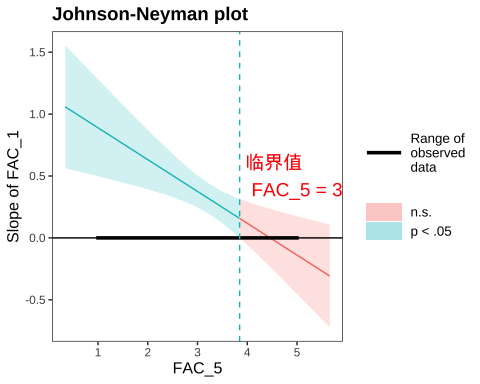 Johnson-Neyman plot
1.5
1.0
0.5
0.0
-0.5
Slope of FAC_1
临界值
FAC_5 = 3
1 2 3 4 5
FAC_5
Range of
observed
data
n.s.
p < .05